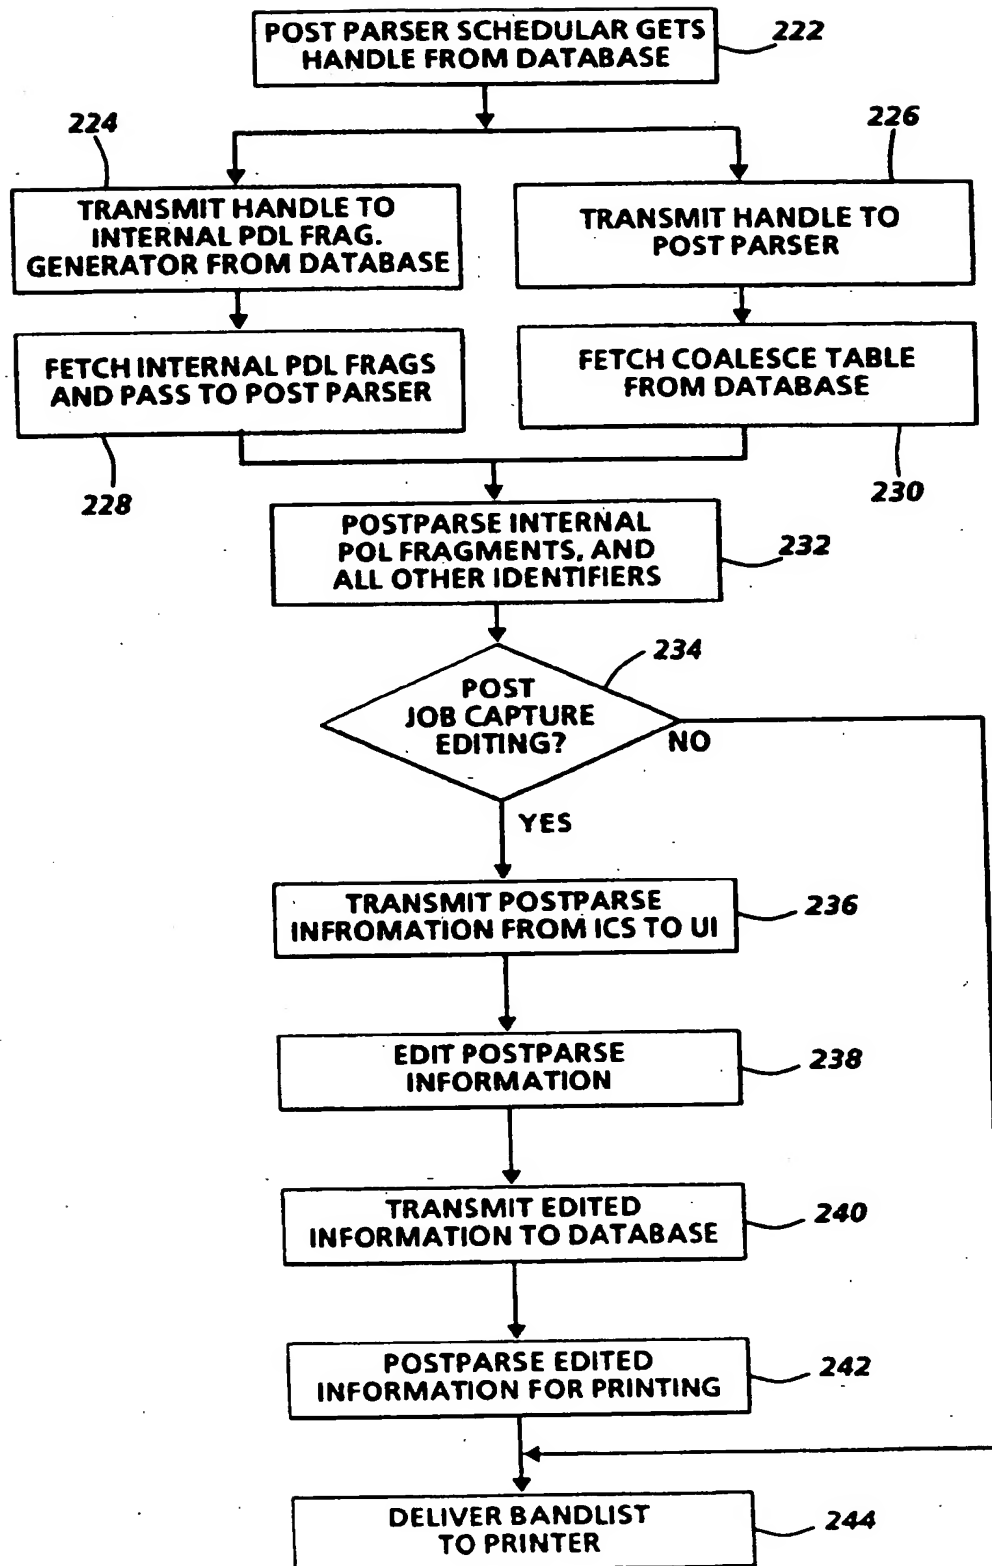 POST PARSER SCHEDULAR GETS
HANDLE FROM DATABASE
222
224
226
TRANSMIT HANDLE TO
INTERNAL PDL FRAG.
GENERATOR FROM DATABASE
TRANSMIT HANDLE TO
POST PARSER
FETCH INTERNAL PDL FRAGS
AND PASS TO POST PARSER
FETCH COALESCE TABLE
FROM DATABASE
228
230
POSTPARSE INTERNAL
POL FRAGMENTS, AND
ALL OTHER IDENTIFIERS
232
234
POST
JOB CAPTURE
EDITING?
NO
YES
TRANSMIT POSTPARSE
INFROMATION FROM ICS TO UI
236
EDIT POSTPARSE
INFORMATION
238
TRANSMIT EDITED
INFORMATION TO DATABASE
240
POSTPARSE EDITED
INFORMATION FOR PRINTING
242
DELIVER BANDLIST
TO PRINTER
244